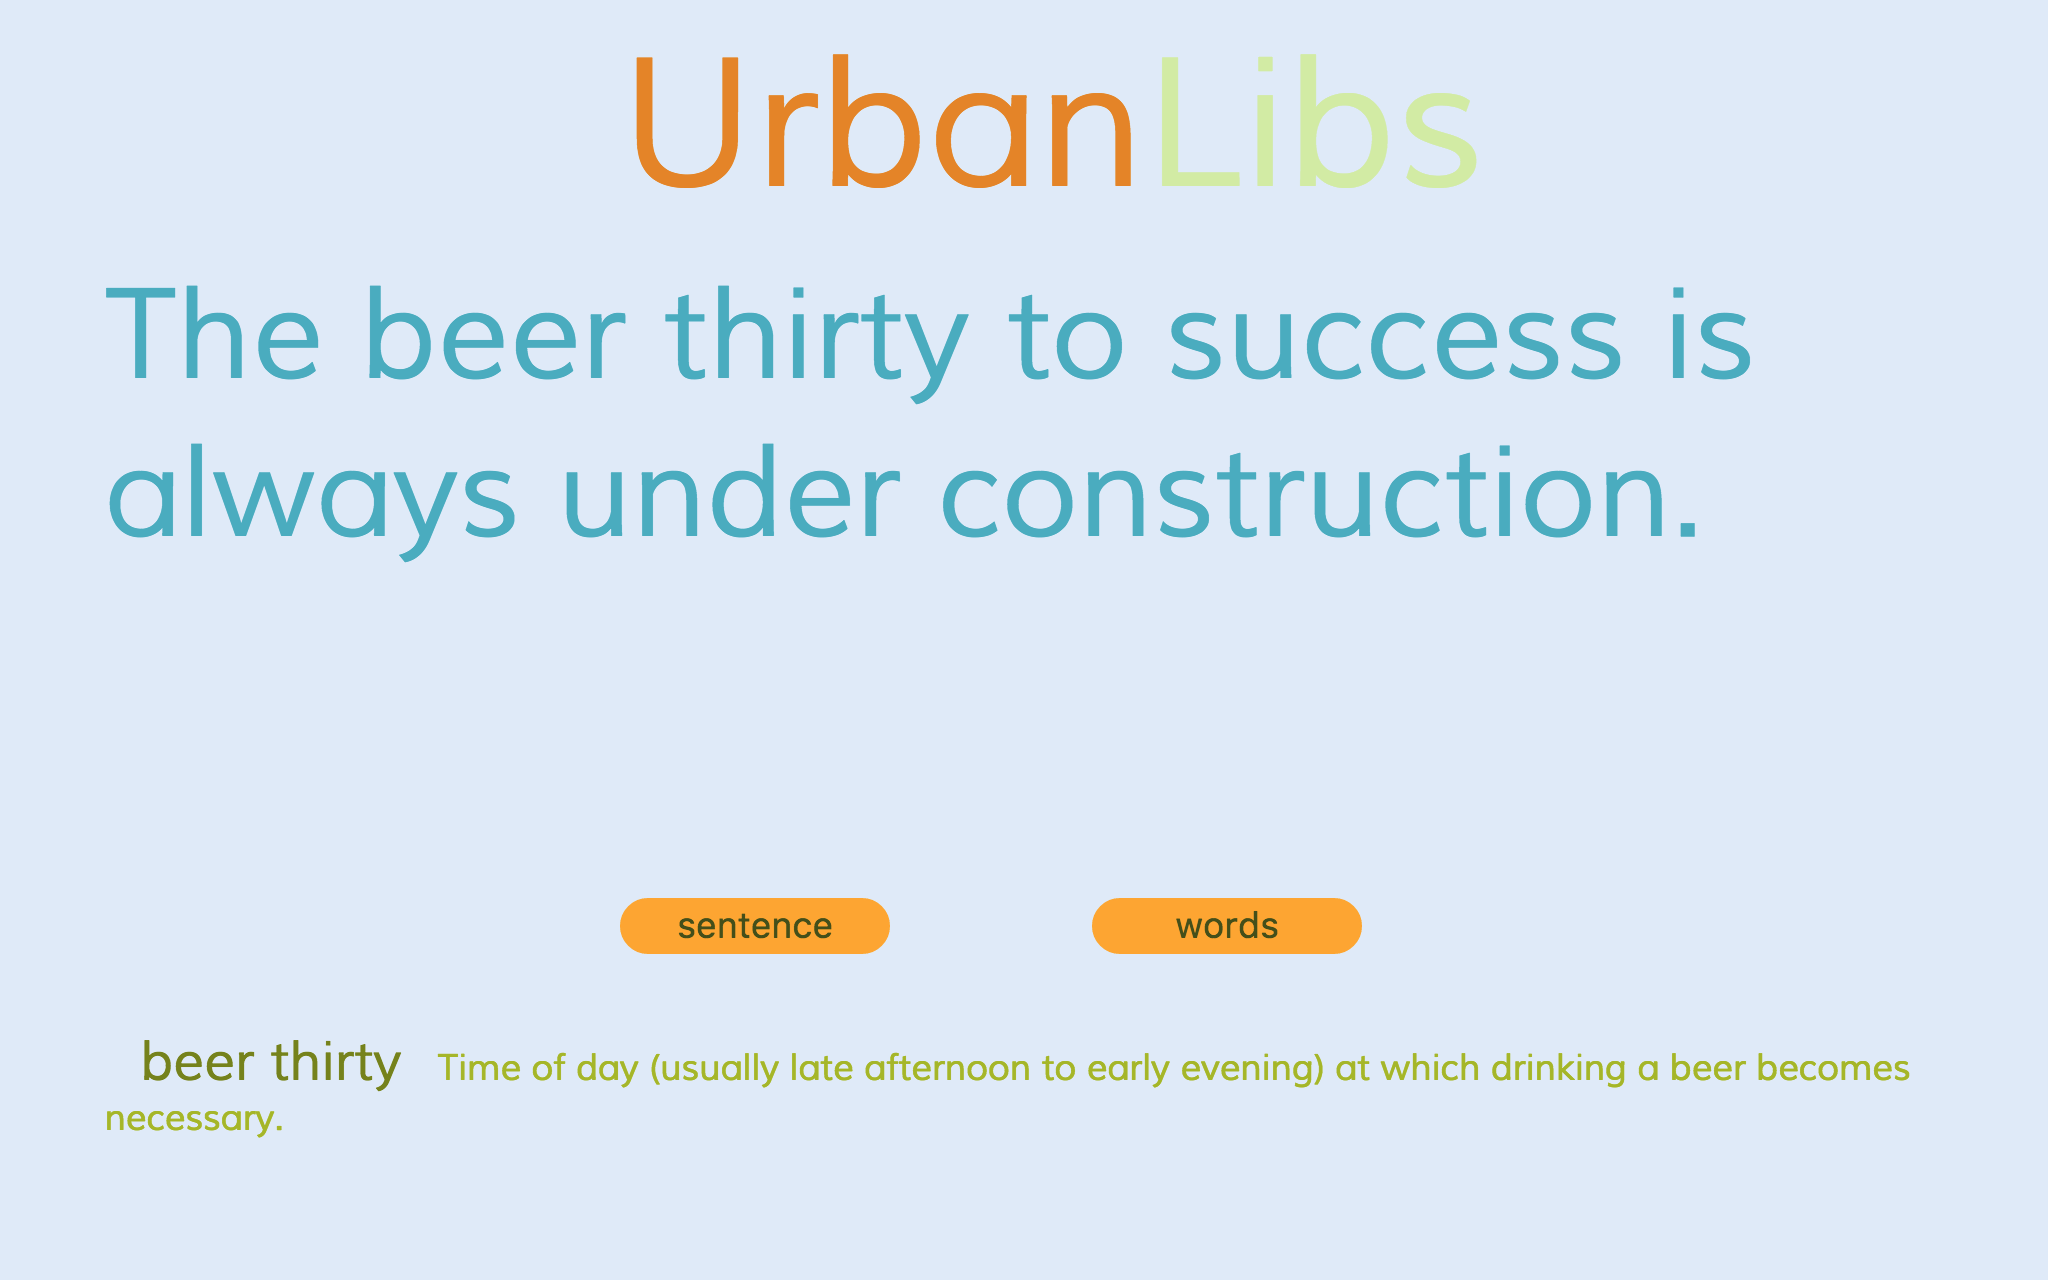 UrbanLibs
The beer thirty to success is
always under construction.
sentence
words
beer thirty Time of day (usually late afternoon to early evening) at which drinking a beer becomes
necessary.